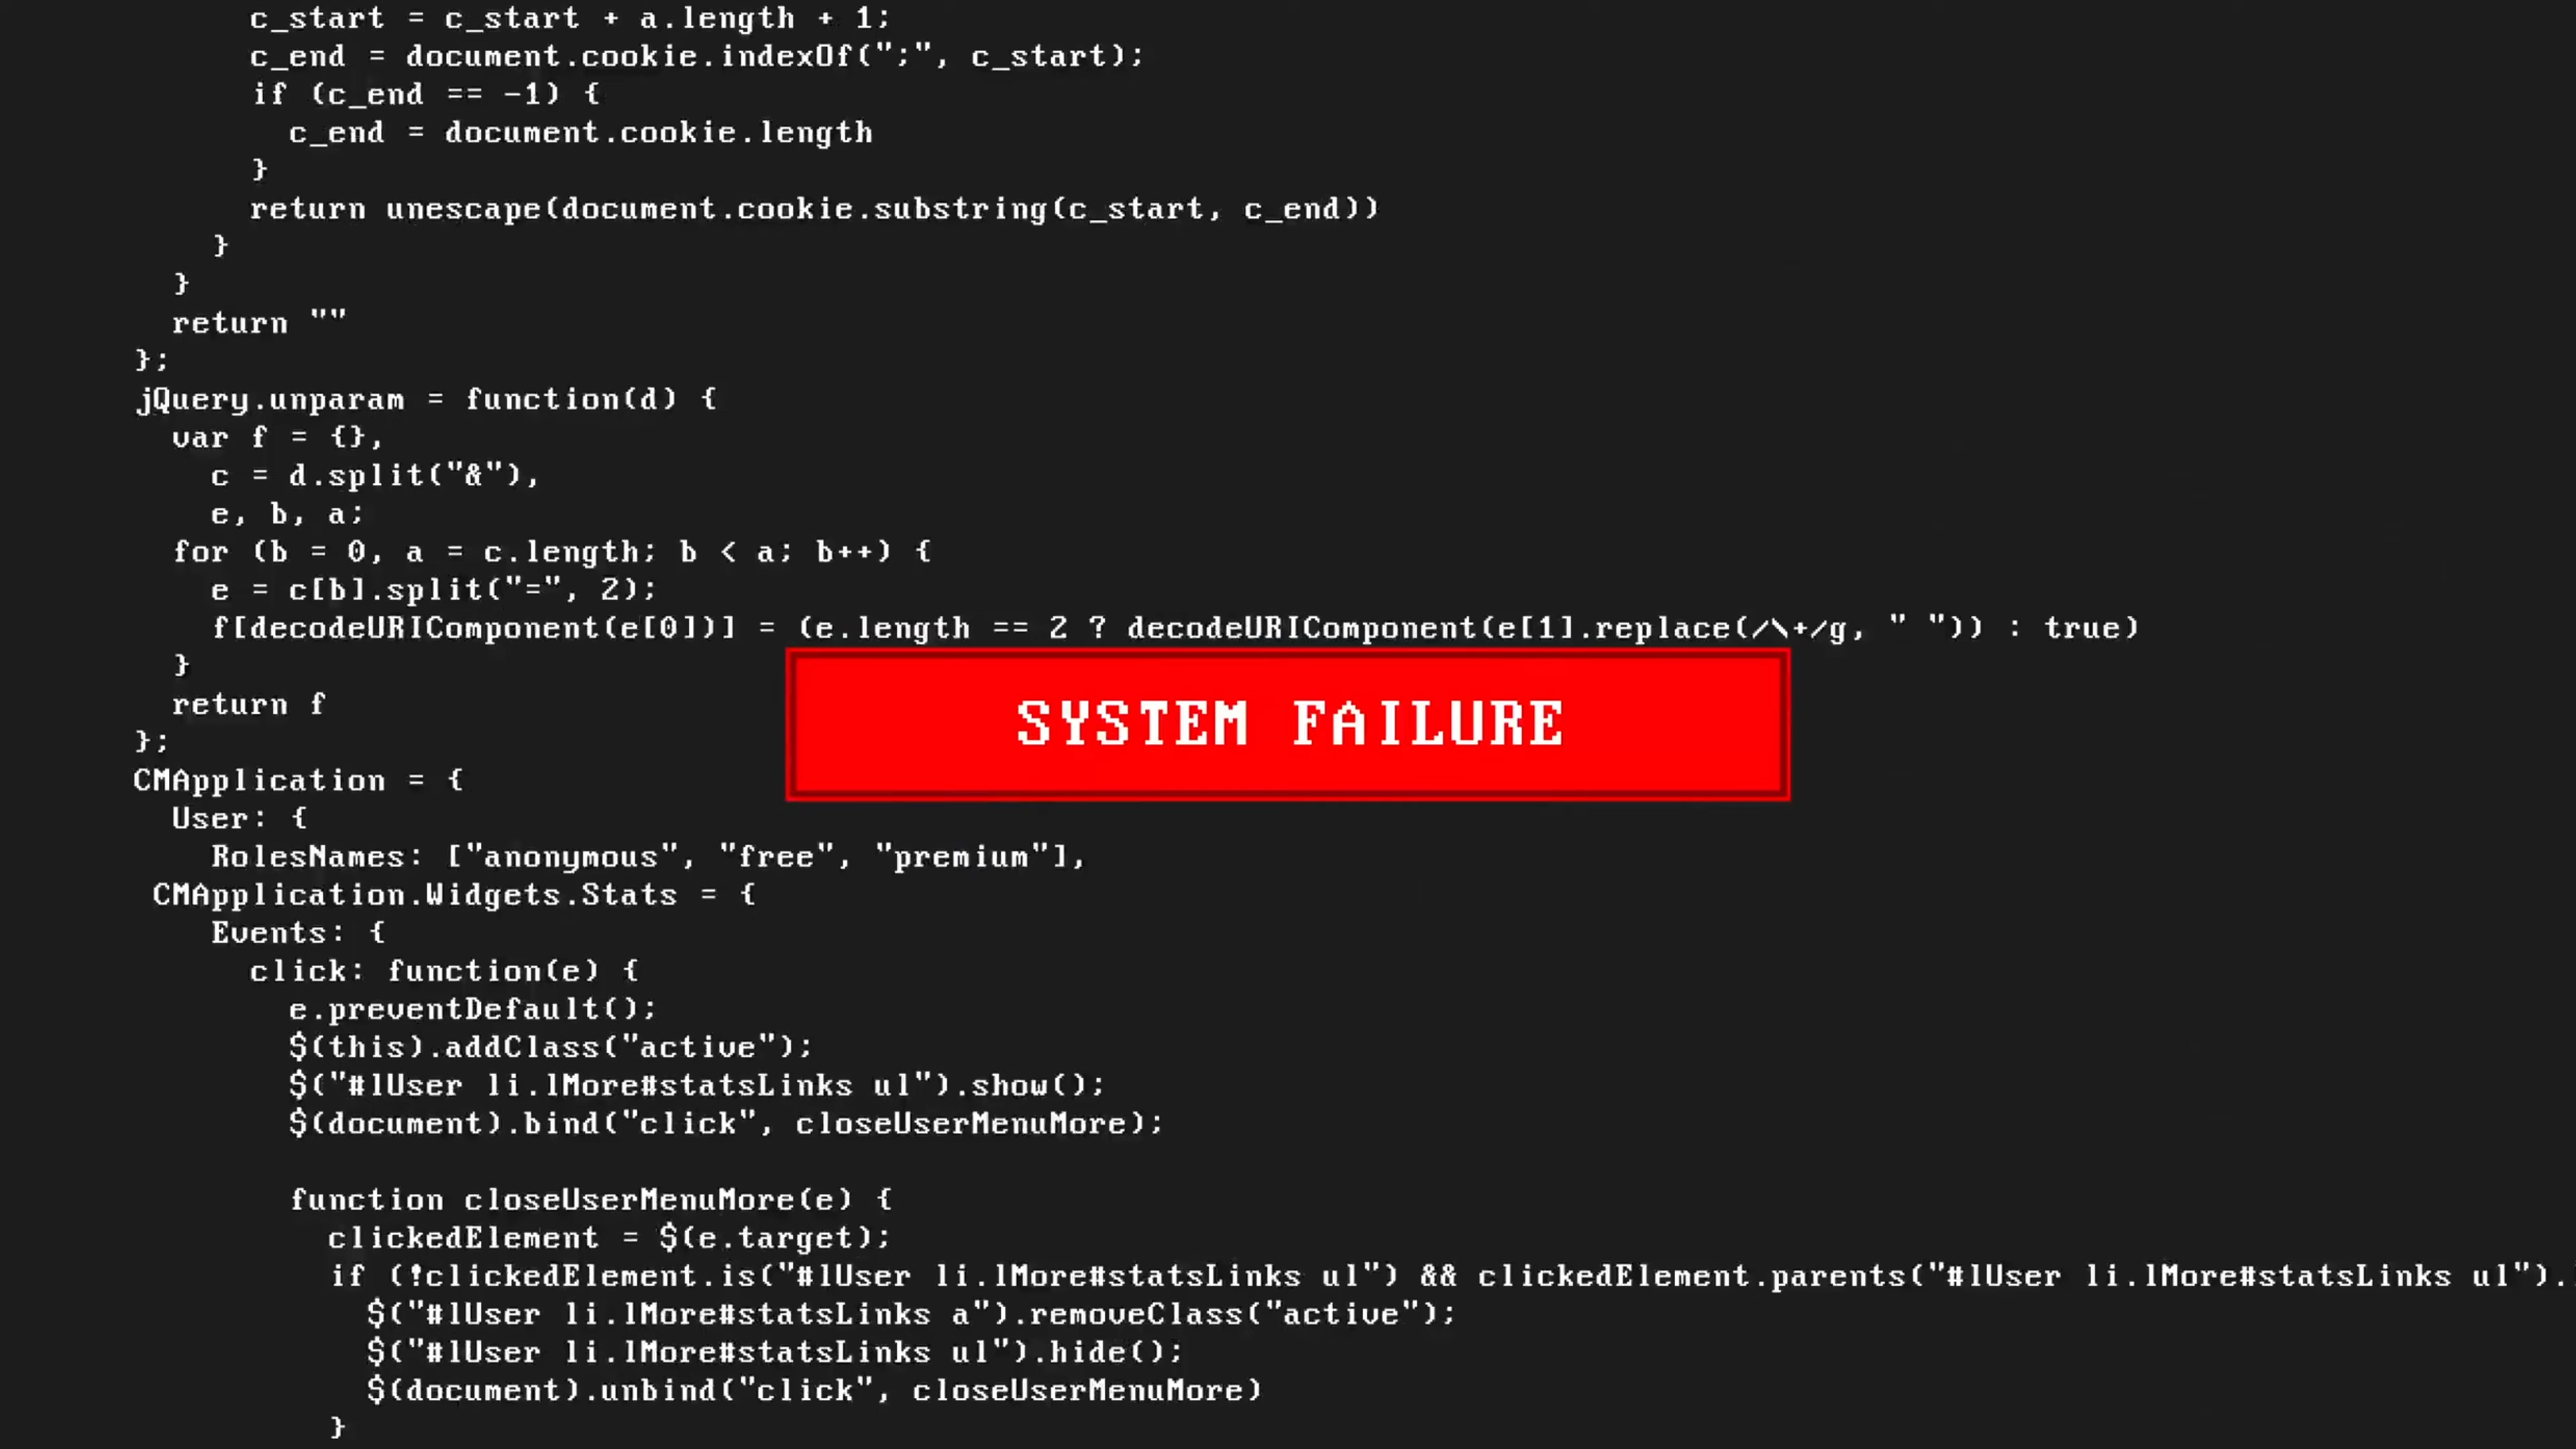 c_start = c_start + a.length + 1;
c_end = document.cookie.indexOf(";", c_start);
if (c_end == -1) {
c_end = document.cookie.length
}
return unescape(document.cookie.substring(c_start, c_end))
}
}
return ""
};
jQuery.unparam = function(d) {
var f = {},
c = d.split("&"),
e, b, a;
for (b = 0, a = c.length; b < a; b++) {
e = c[b].split("=", 2);
f[decodeURIComponent(e[0])] = (e.length == 2 ? decodeURIComponent(e[1].replace(/\+/g, " ")) : true)
}
return f
SYSTEM FAILURE
};
CMApplication = {
User: {
RolesNames: ["anonymous", "free", "premium"],
CMApplication.Widgets.Stats = {
Events: {
click: function(e) {
e.preventDefault();
$(this).addClass("active");
$("#lUser li.lMore#statsLinks ul").show();
$(document).bind("click", closeUserMenuMore);
function closeUserMenuMore(e) {
clickedElement = $(e.target);
if (!clickedElement.is("#lUser li.lMore#statsLinks ul") && clickedElement.parents("#lUser li.lMore#statsLinks ul").
$("#lUser li.lMore#statsLinks a").removeClass("active");
$("#lUser li.lMore#statsLinks ul").hide();
$(document).unbind("click", closeUserMenuMore)
}